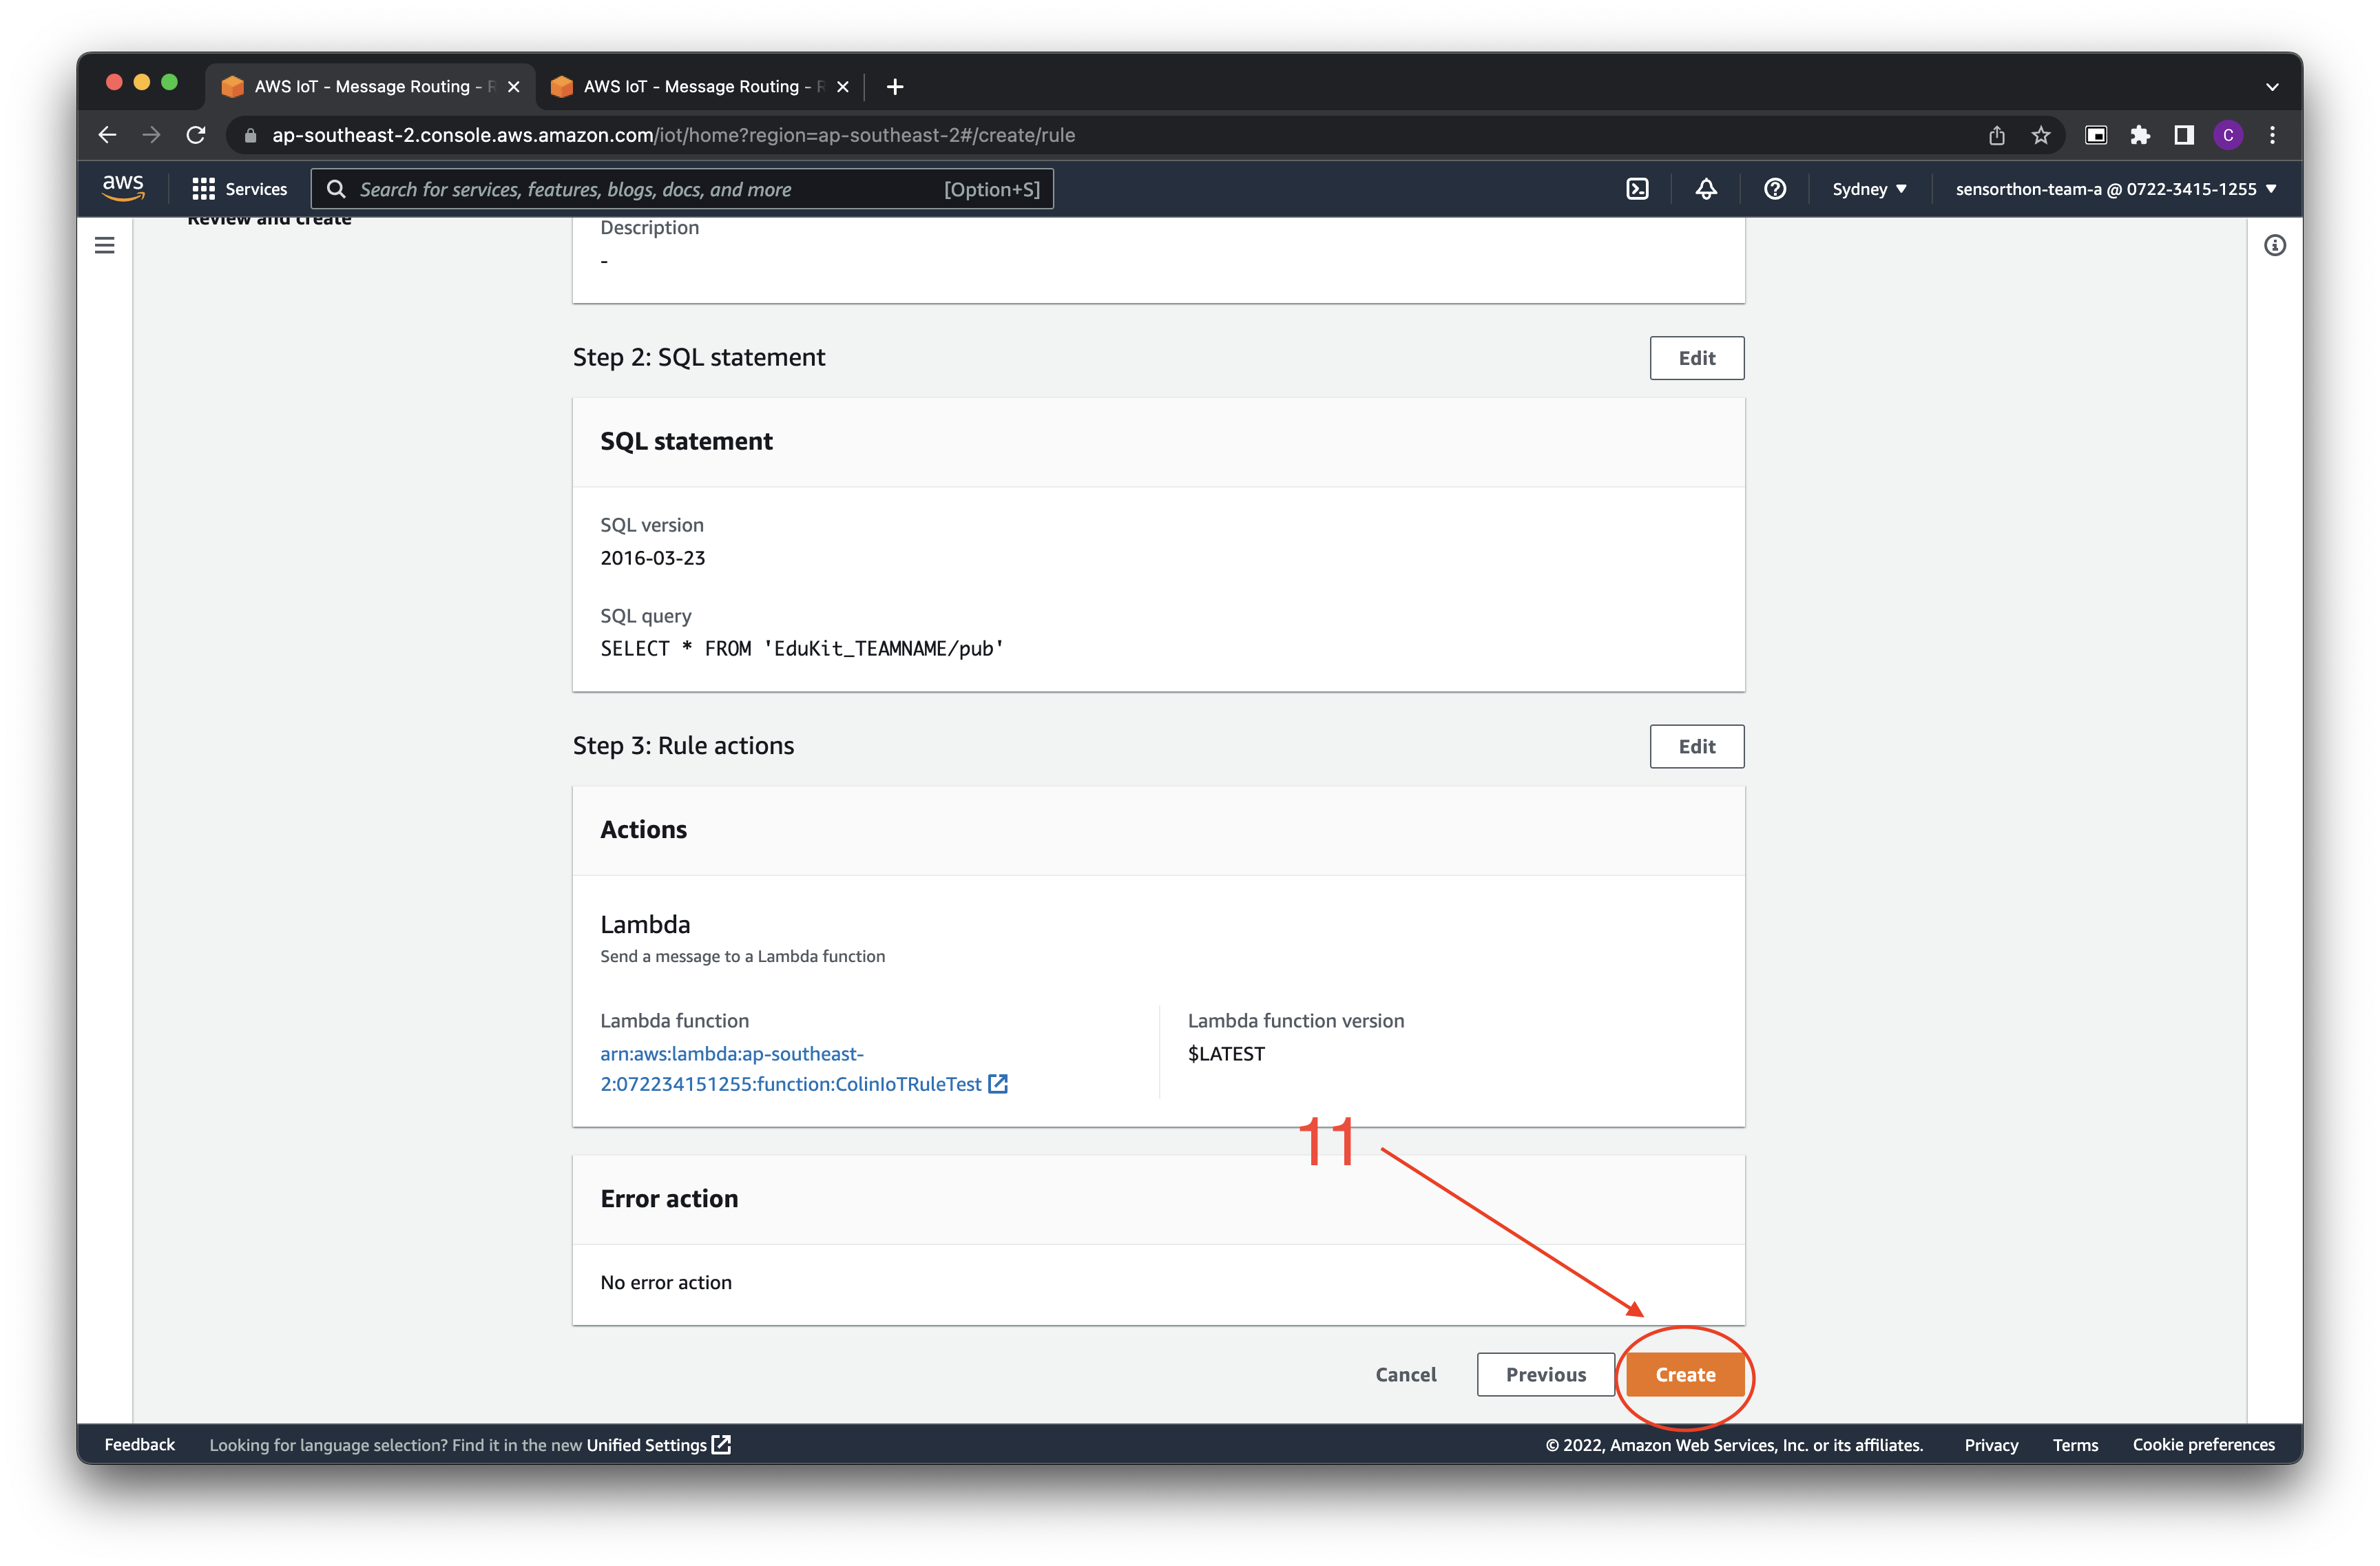 AWS IoT - Message Routing - R
AWS IoT - Message Routing - R
ap-southeast-2.console.aws.amazon.com/iot/home?region=ap-southeast-2#/create/rule
C
aws
Services
Search for services, features, blogs, docs, and more
[Option+S]
Sydney
sensorthon-team-a @ 0722-3415-1255
Review and create
Description
-
Step 2: SQL statement
Edit
SQL statement
SQL version
2016-03-23
SQL query
SELECT * FROM 'EduKit_TEAMNAME/pub'
Step 3: Rule actions
Edit
Actions
Lambda
Send a message to a Lambda function
Lambda function
arn:aws:lambda:ap-southeast-
2:072234151255:function:ColinIoTRuleTest
Lambda function version
$LATEST
11
Error action
No error action
Cancel
Previous
Create
Feedback
Looking for language selection? Find it in the new Unified Settings
© 2022, Amazon Web Services, Inc. or its affiliates.
Privacy
Terms
Cookie preferences